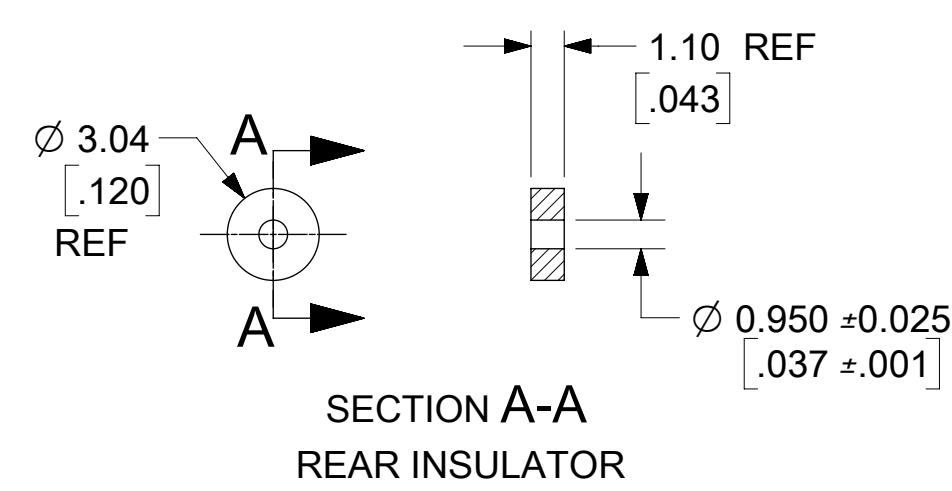 1.10 REF
[.043]
Ø 3.04
[.120]
REF
A
A
Ø 0.950 ±0.025
[.037 ±.001]
SECTION A-A
REAR INSULATOR